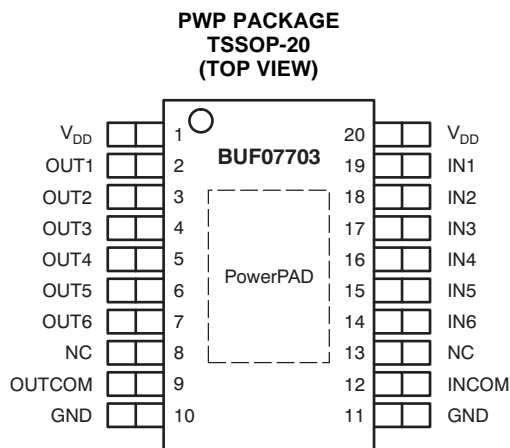 PWP PACKAGE
TSSOP-20
(TOP VIEW)
V_DD 1 20 V_DD
BUF07703
OUT1 2 19 IN1
OUT2 3 18 IN2
OUT3 4 17 IN3
OUT4 5 16 IN4
PowerPAD
OUT5 6 15 IN5
OUT6 7 14 IN6
NC 8 13 NC
OUTCOM 9 12 INCOM
GND 10 11 GND